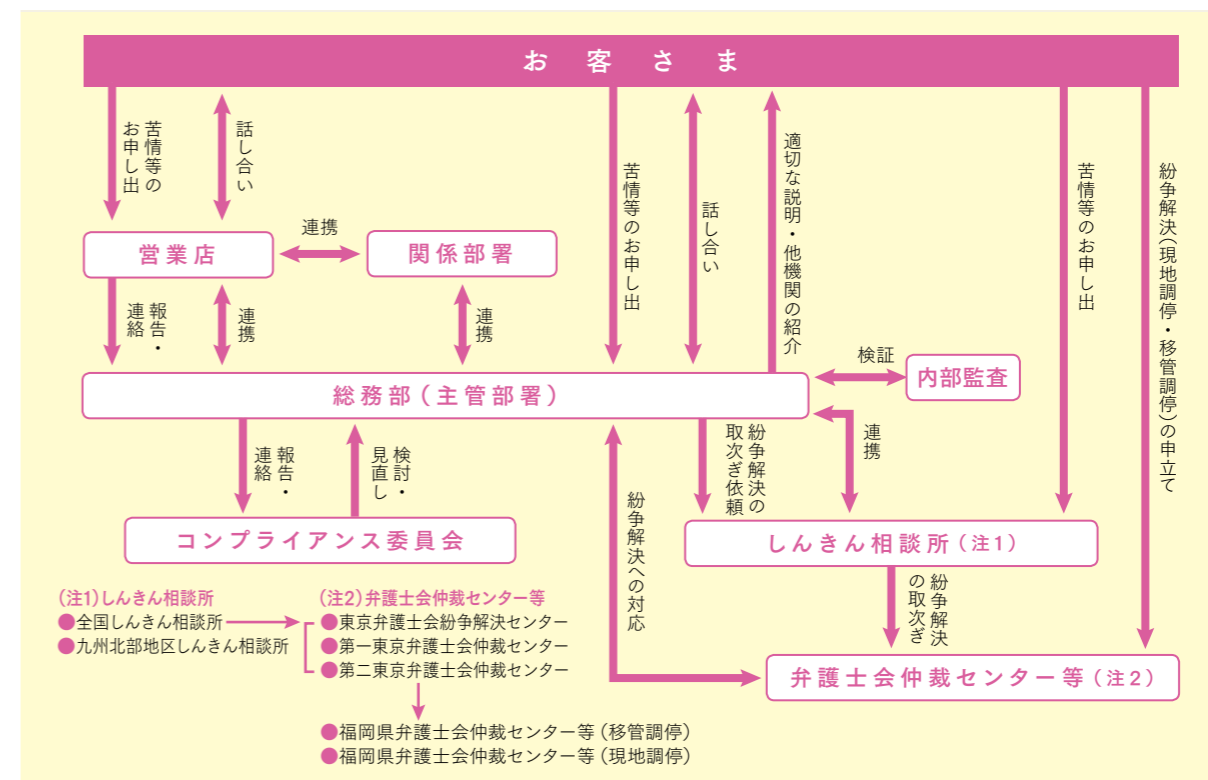 お客さま
苦情等の
お申し出
話し合い
苦情等のお申し出
話し合い
適切な説明・他機関の紹介
苦情等のお申し出
紛争解決(現地調停・移管調停)の申立て
営業店
連携
関係部署
報告・
連絡
連携
連携
検証
内部監査
総務部(主管部署)
報告・
連絡
検討・
見直し
紛争解決への対応
紛争解決の
取次ぎ依頼
連携
コンプライアンス委員会
しんきん相談所(注1)
紛争解決
の取次ぎ
弁護士会仲裁センター等(注2)
(注1)しんきん相談所
●全国しんきん相談所
●九州北部地区しんきん相談所
(注2)弁護士会仲裁センター等
●東京弁護士会紛争解決センター
●第一東京弁護士会仲裁センター
●第二東京弁護士会仲裁センター
●福岡県弁護士会仲裁センター等(移管調停)
●福岡県弁護士会仲裁センター等(現地調停)